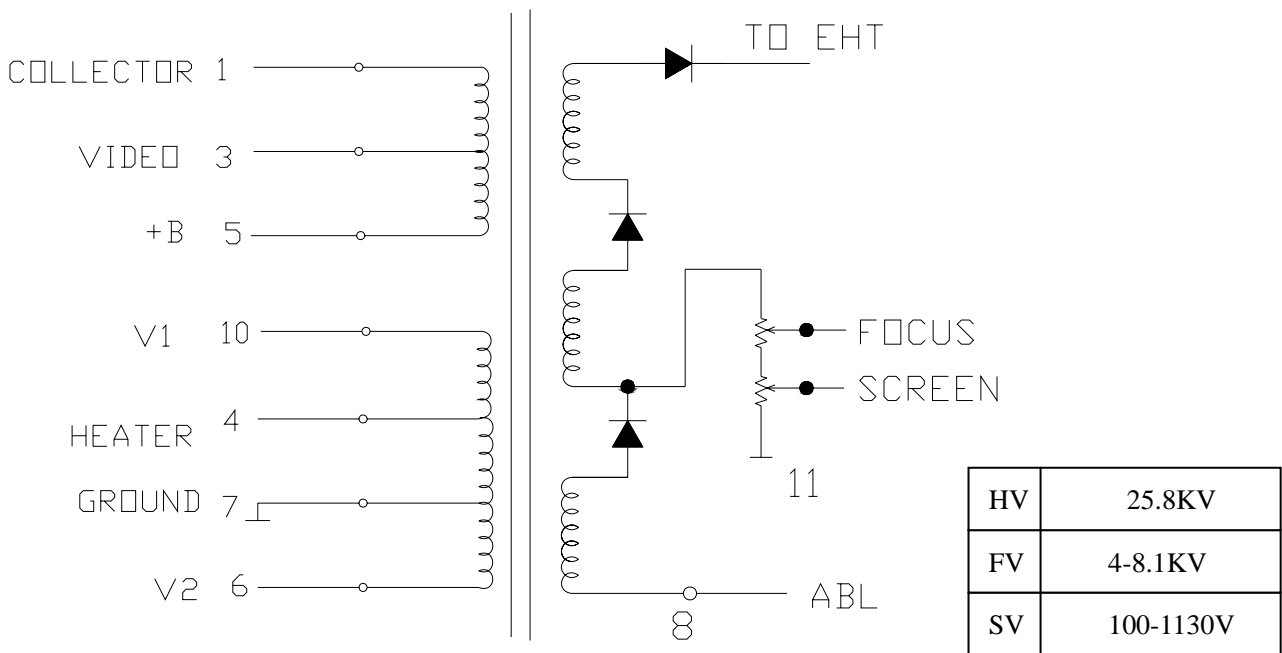 TO EHT
COLLECTOR 1
VIDEO 3
+B 5
V1 10
FOCUS
SCREEN
HEATER 4
GROUND 7
11
V2 6
ABL
8
HV 25.8KV
FV 4-8.1KV
SV 100-1130V